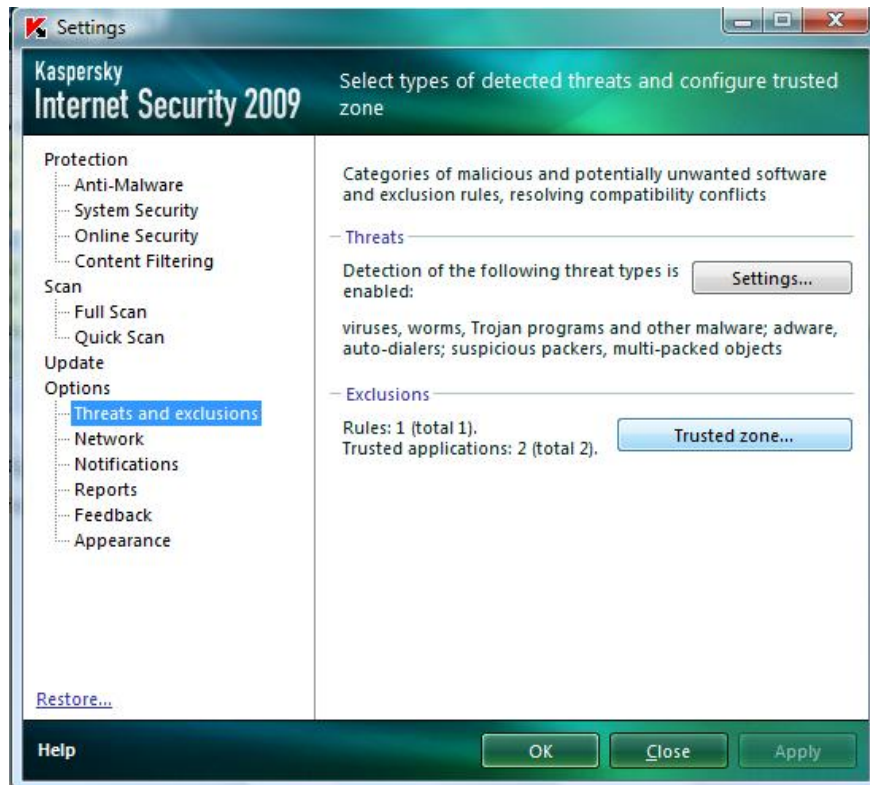 Settings
Kaspersky
Internet Security 2009
Select types of detected threats and configure trusted
zone
Protection
Anti-Malware
System Security
Online Security
Content Filtering
Scan
Full Scan
Quick Scan
Update
Options
Threats and exclusions
Network
Notifications
Reports
Feedback
Appearance
Restore...
Categories of malicious and potentially unwanted software
and exclusion rules, resolving compatibility conflicts
Threats
Detection of the following threat types is
enabled:
Settings...
viruses, worms, Trojan programs and other malware; adware,
auto-dialers; suspicious packers, multi-packed objects
Exclusions
Rules: 1 (total 1).
Trusted applications: 2 (total 2).
Trusted zone...
Help
OK
Close
Apply